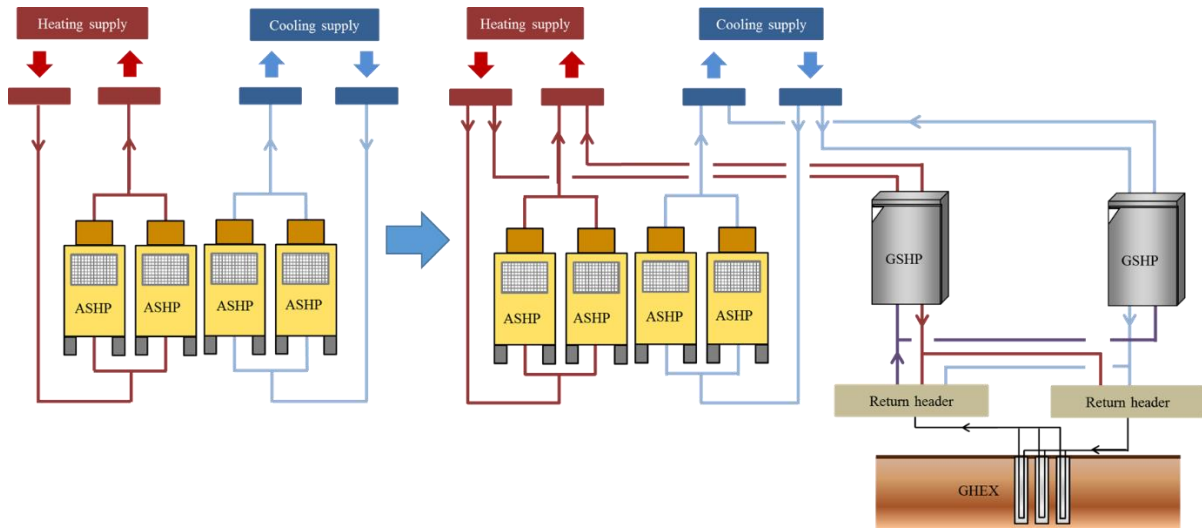 Heating supply
Cooling supply
Heating supply
Cooling supply
ASHP
ASHP
ASHP
ASHP
ASHP
ASHP
ASHP
ASHP
GSHP
GSHP
Return header
Return header
GHEX